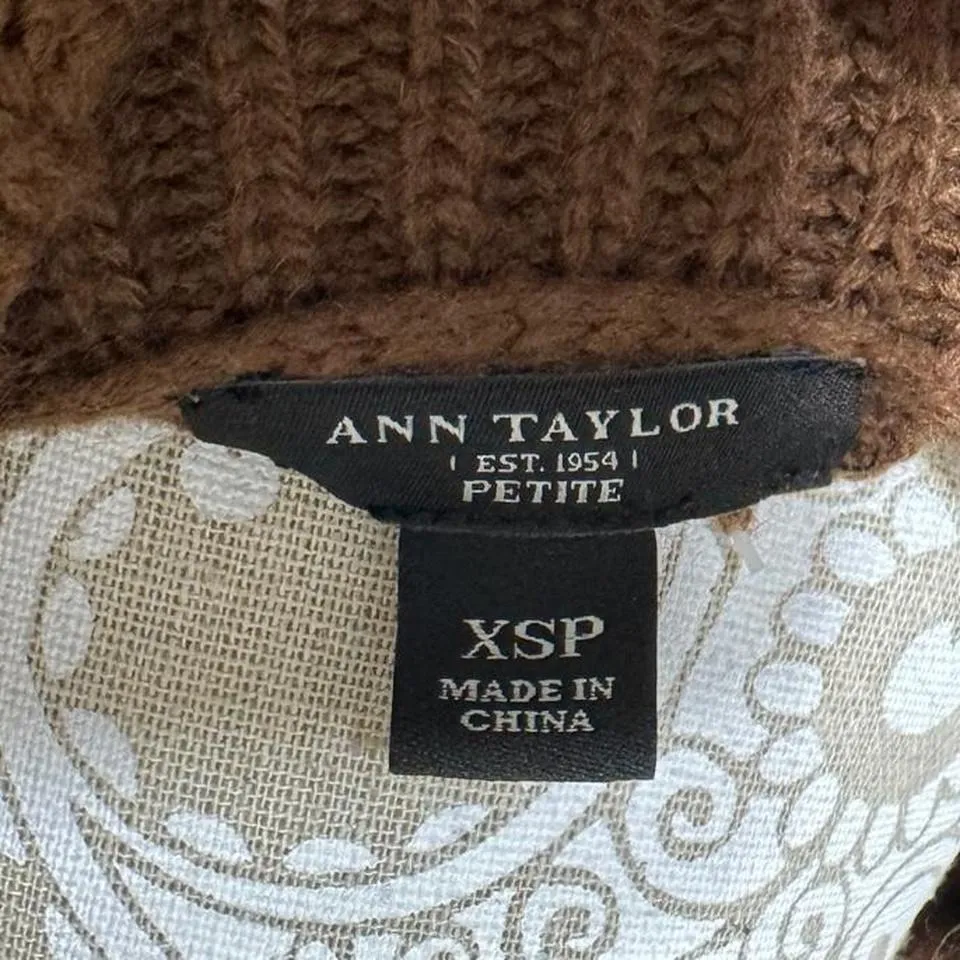 ANN TAYLOR
EST. 1954
PETITE
XSP
MADE IN
CHINA